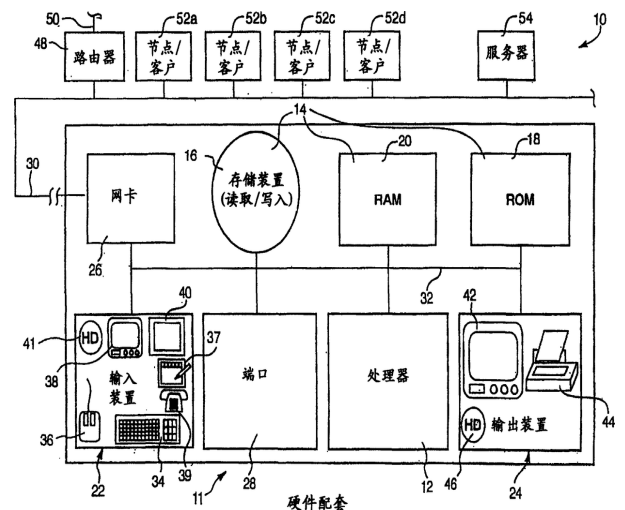 50
48
路由器
52a
节点/
客户
52b
节点/
客户
52c
节点/
客户
52d
节点/
客户
54
服务器
10
14
16
存储装置
(读取/写入)
20
RAM
18
ROM
30
网卡
26
32
40
41
HD
38
37
输入
装置
36
34
39
22
端口
28
11
处理器
12
42
44
HD
输出装置
46
24
硬件配套